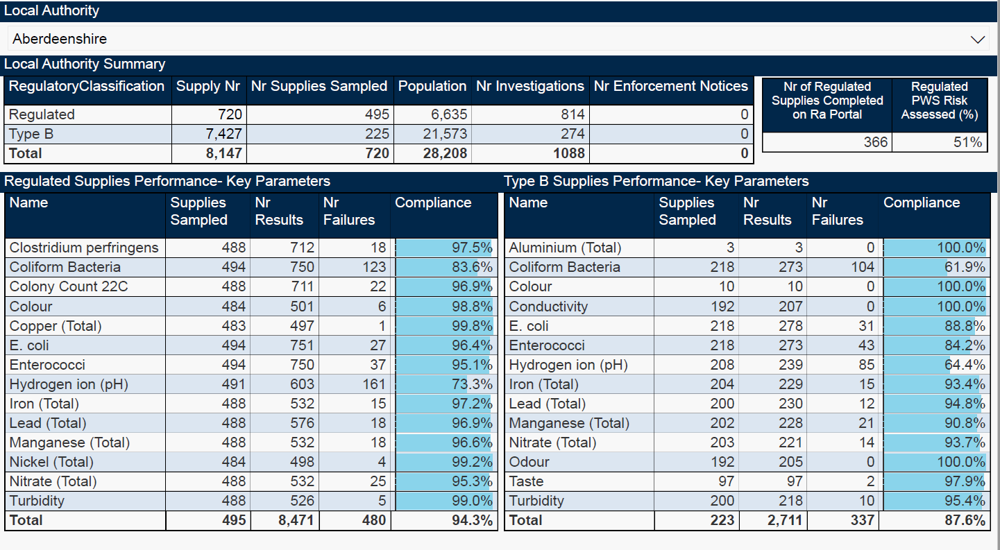 Local Authority
Aberdeenshire
Local Authority Summary
RegulatoryClassification Supply Nr Nr Supplies Sampled Population Nr Investigations Nr Enforcement Notices
Regulated 720 495 6,635 814 0
Type B 7,427 225 21,573 274 0
Total 8,147 720 28,208 1088 0
Nr of Regulated
Supplies Completed
on Ra Portal
Regulated
PWS Risk
Assessed (%)
366 51%
Regulated Supplies Performance- Key Parameters
Name Supplies Nr Nr Compliance
Sampled Results Failures
Clostridium perfringens 488 712 18 97.5%
Coliform Bacteria 494 750 123 83.6%
Colony Count 22C 488 711 22 96.9%
Colour 484 501 6 98.8%
Copper (Total) 483 497 1 99.8%
E. coli 494 751 27 96.4%
Enterococci 494 750 37 95.1%
Hydrogen ion (pH) 491 603 161 73.3%
Iron (Total) 488 532 15 97.2%
Lead (Total) 488 576 18 96.9%
Manganese (Total) 488 532 18 96.6%
Nickel (Total) 484 498 4 99.2%
Nitrate (Total) 488 532 25 95.3%
Turbidity 488 526 5 99.0%
Total 495 8,471 480 94.3%
Type B Supplies Performance- Key Parameters
Name Supplies Nr Nr Compliance
Sampled Results Failures
Aluminium (Total) 3 3 0 100.0%
Coliform Bacteria 218 273 104 61.9%
Colour 10 10 0 100.0%
Conductivity 192 207 0 100.0%
E. coli 218 278 31 88.8%
Enterococci 218 273 43 84.2%
Hydrogen ion (pH) 208 239 85 64.4%
Iron (Total) 204 229 15 93.4%
Lead (Total) 200 230 12 94.8%
Manganese (Total) 202 228 21 90.8%
Nitrate (Total) 203 221 14 93.7%
Odour 192 205 0 100.0%
Taste 97 97 2 97.9%
Turbidity 200 218 10 95.4%
Total 223 2,711 337 87.6%